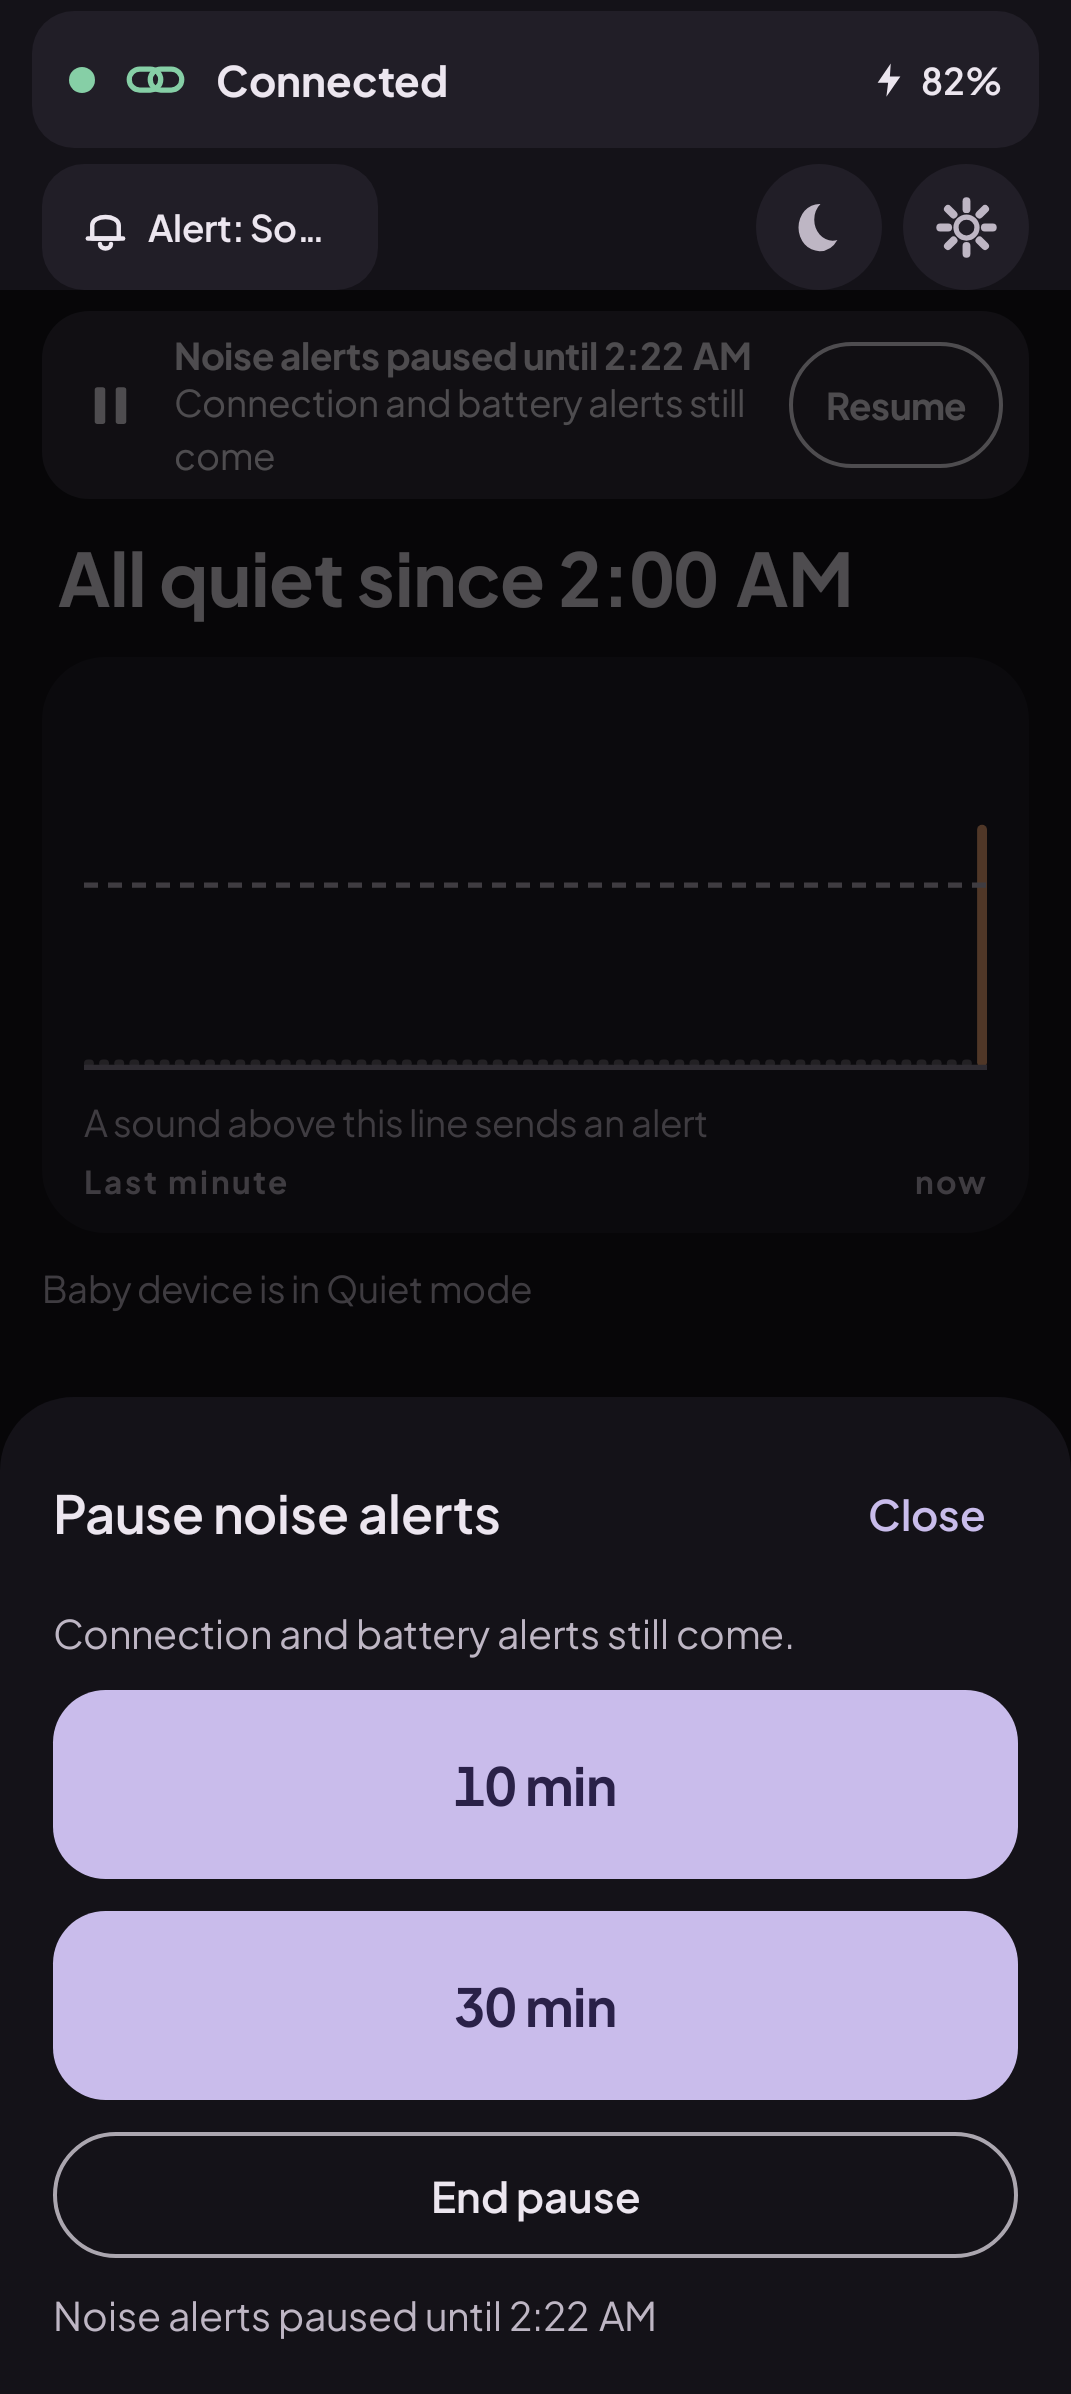 Connected
82%
Alert: So...
Noise alerts paused until 2:22 AM
Connection and battery alerts still
come
Resume
All quiet since 2:00 AM
A sound above this line sends an alert
Last minute
now
Baby device is in Quiet mode
Pause noise alerts
Close
Connection and battery alerts still come.
10 min
30 min
End pause
Noise alerts paused until 2:22 AM